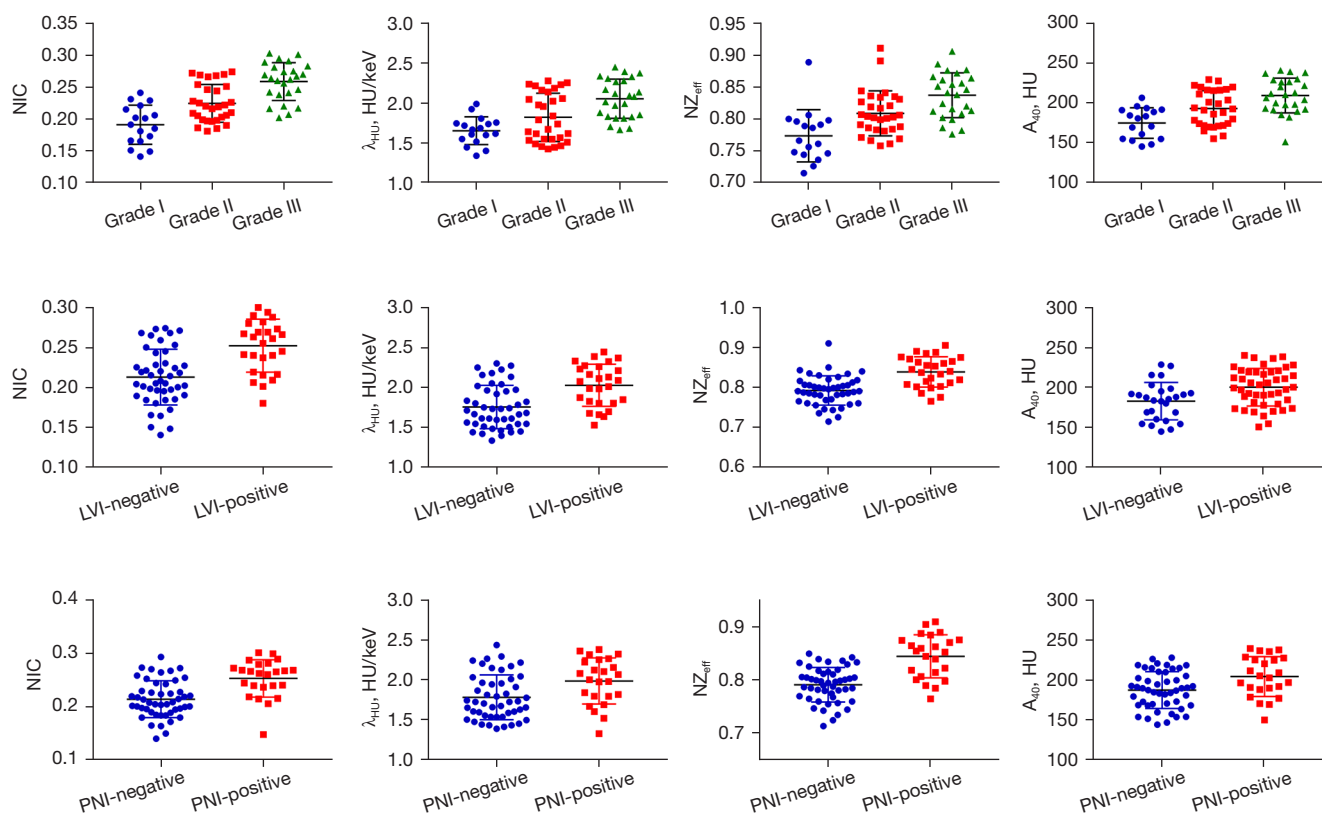 NIC
0.35
0.30
0.25
0.20
0.15
0.10
Grade I
Grade II
Grade III
λHU, HU/keV
3.0
2.5
2.0
1.5
1.0
Grade I
Grade II
Grade III
NZeff
0.95
0.90
0.85
0.80
0.75
0.70
Grade I
Grade II
Grade III
A40, HU
300
250
200
150
100
Grade I
Grade II
Grade III
NIC
0.30
0.25
0.20
0.15
0.10
LVI-negative
LVI-positive
λHU, HU/keV
3.0
2.5
2.0
1.5
1.0
LVI-negative
LVI-positive
NZeff
1.0
0.9
0.8
0.7
0.6
LVI-negative
LVI-positive
A40, HU
300
250
200
150
100
LVI-negative
LVI-positive
NIC
0.4
0.3
0.2
0.1
PNI-negative
PNI-positive
λHU, HU/keV
3.0
2.5
2.0
1.5
1.0
PNI-negative
PNI-positive
NZeff
0.9
0.8
0.7
0.6
PNI-negative
PNI-positive
A40, HU
300
250
200
150
100
PNI-negative
PNI-positive